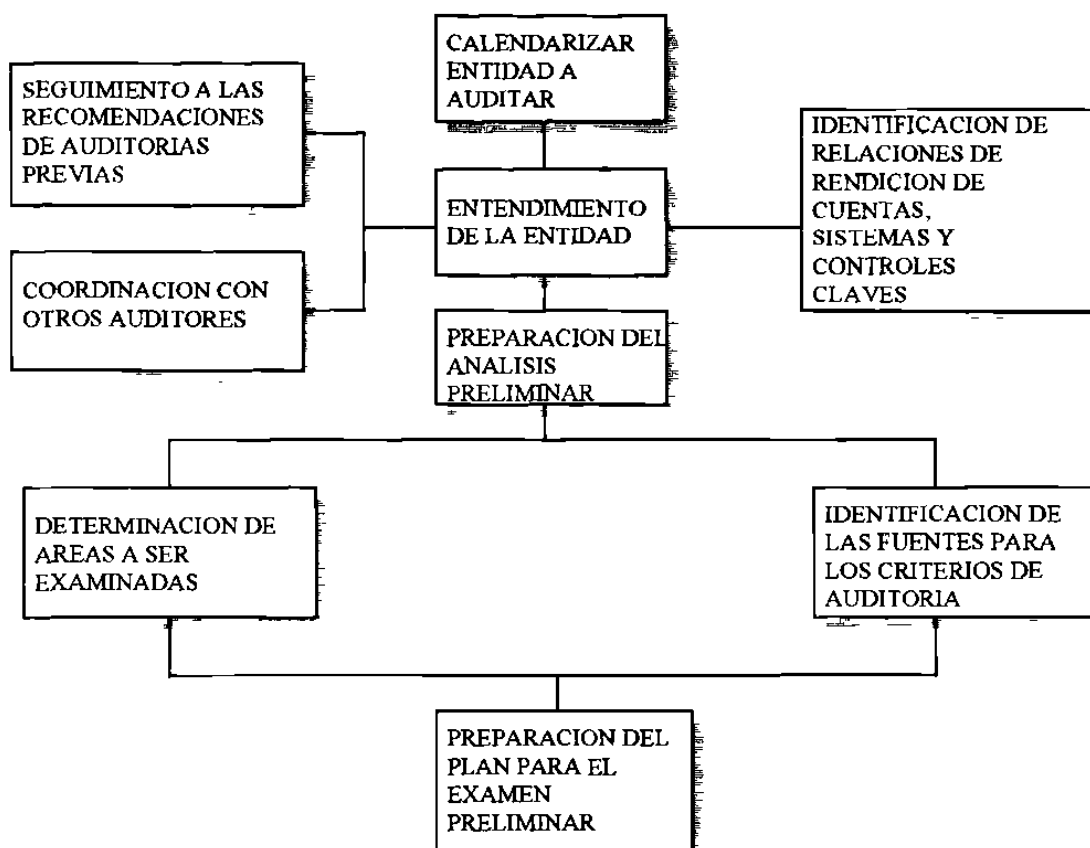 CALENDARIZAR
ENTIDAD A
AUDITAR
SEGUIMIENTO A LAS
RECOMENDACIONES
DE AUDITORIAS
PREVIAS
ENTENDIMIENTO
DE LA ENTIDAD
IDENTIFICACION DE
RELACIONES DE
RENDICION DE
CUENTAS,
SISTEMAS Y
CONTROLES
CLAVES
COORDINACION CON
OTROS AUDITORES
PREPARACION DEL
ANALISIS
PRELIMINAR
DETERMINACION DE
AREAS A SER
EXAMINADAS
IDENTIFICACION DE
LAS FUENTES PARA
LOS CRITERIOS DE
AUDITORIA
PREPARACION DEL
PLAN PARA EL
EXAMEN
PRELIMINAR